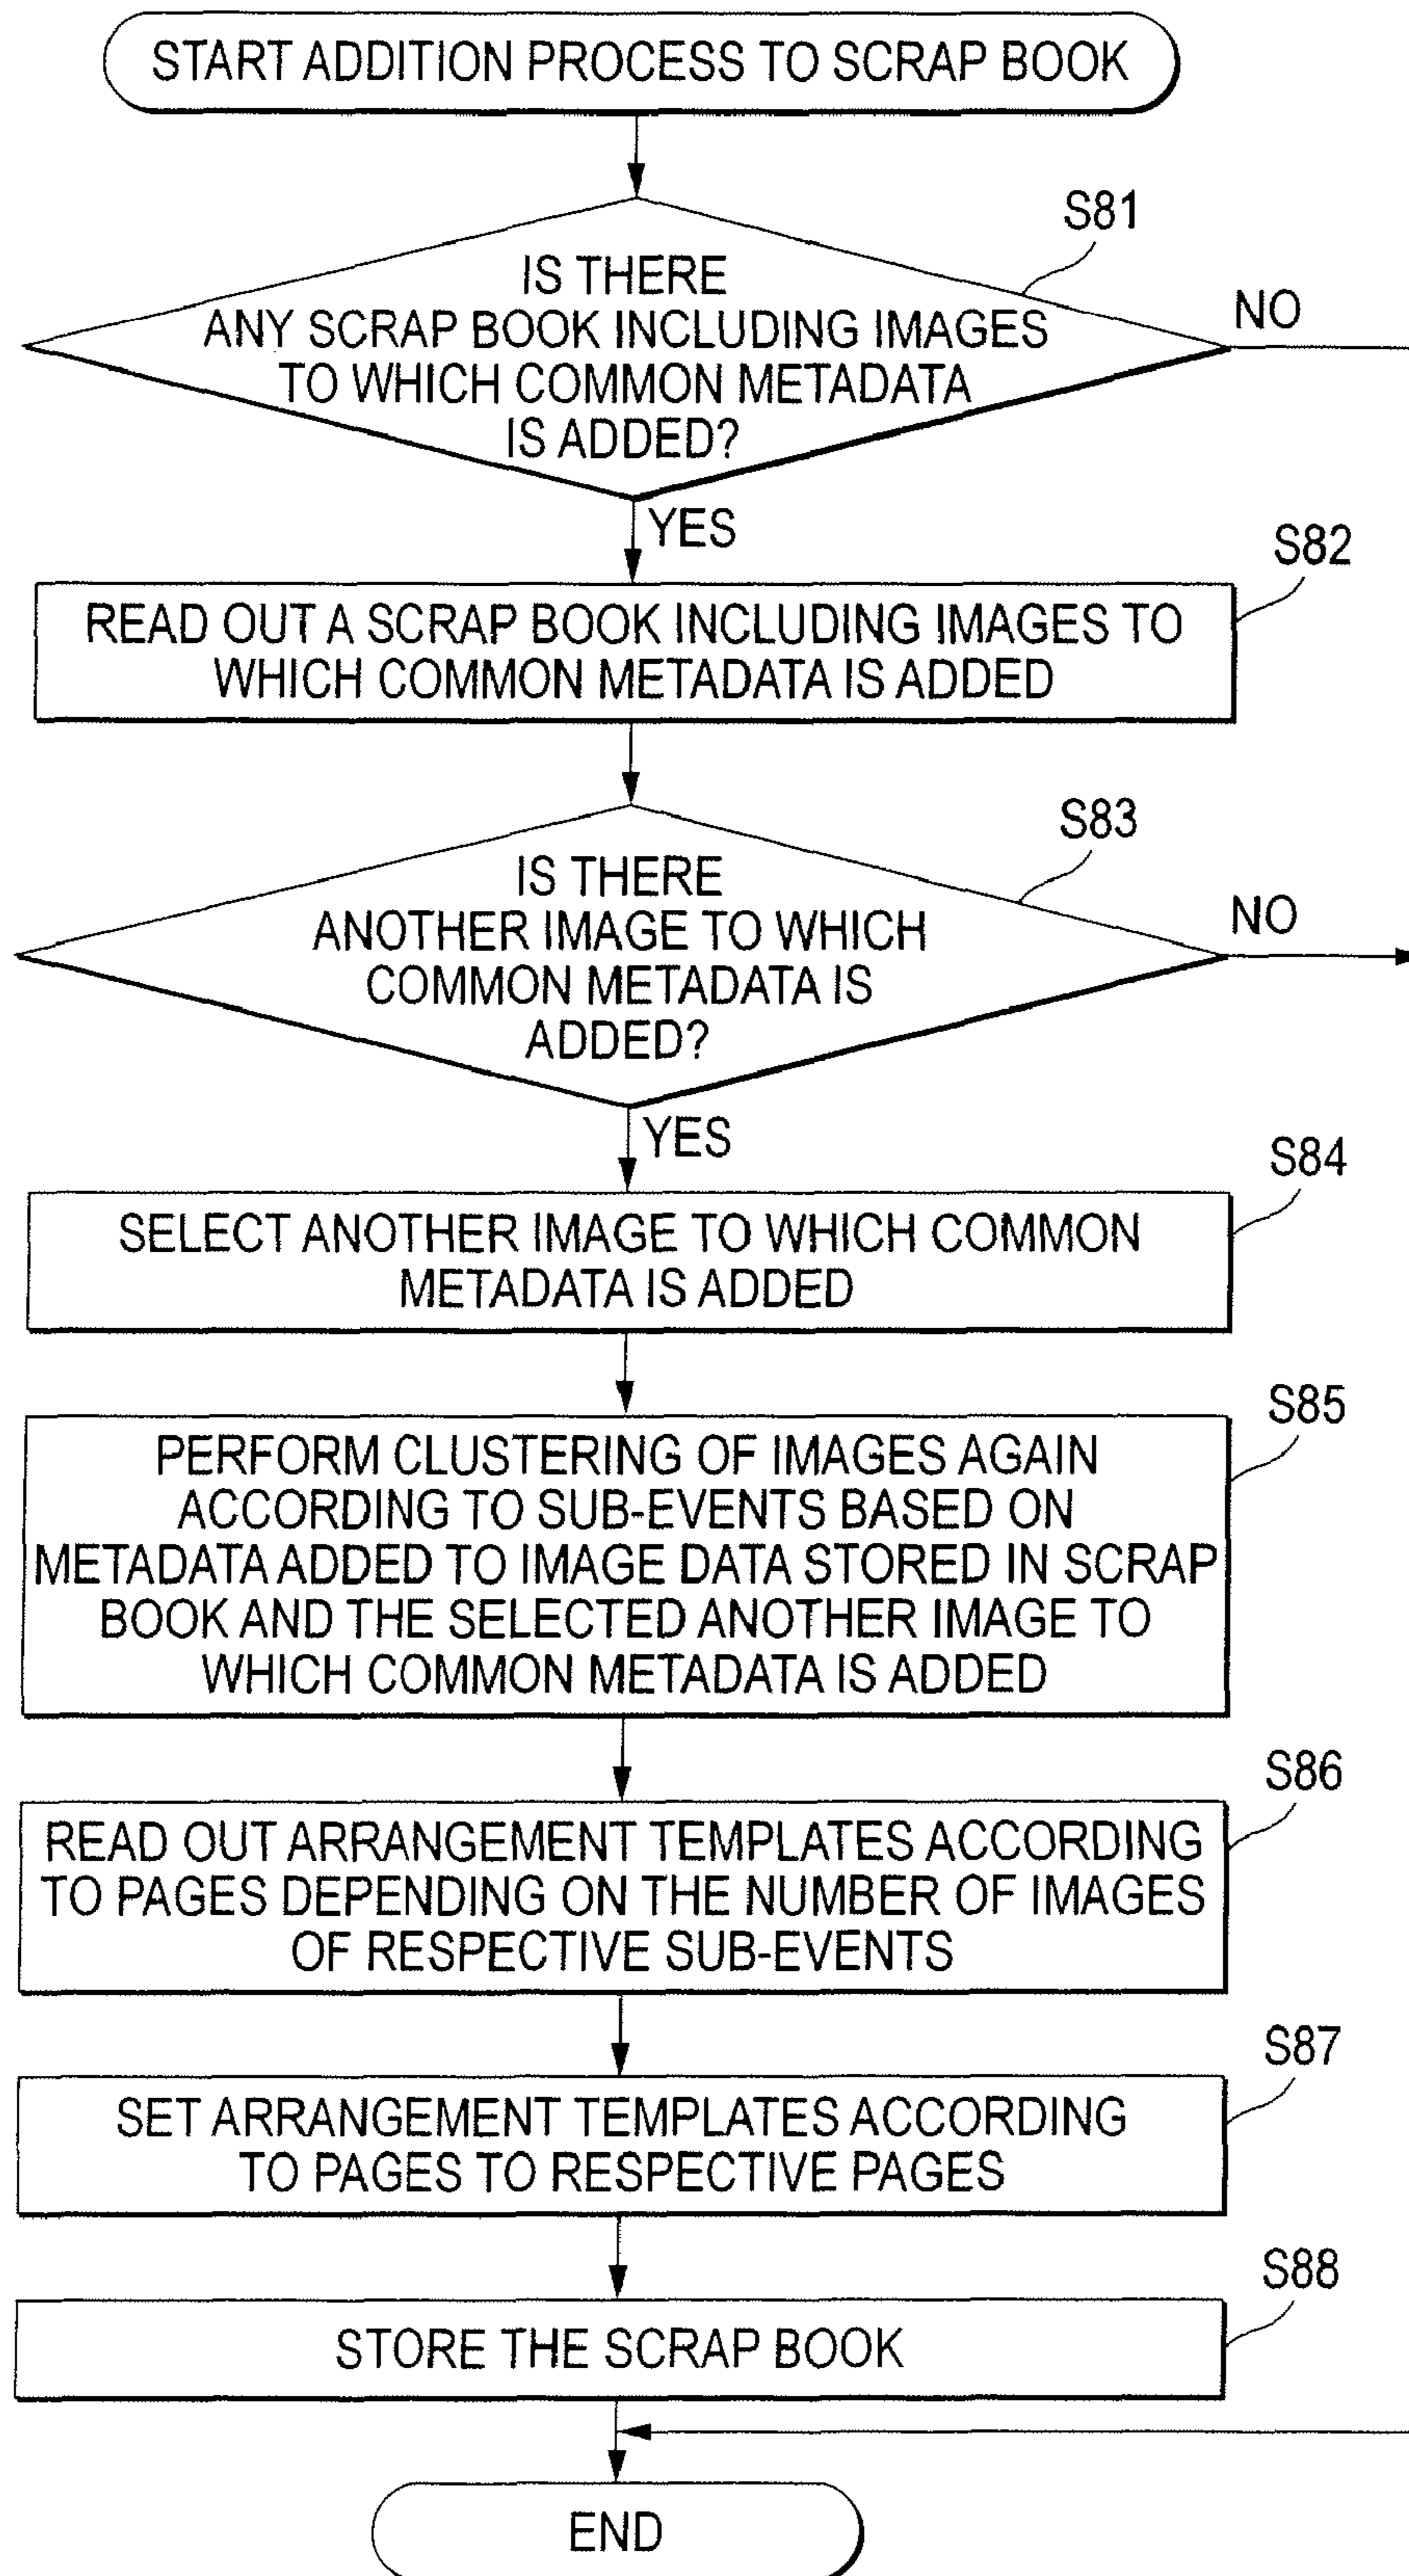 START ADDITION PROCESS TO SCRAP BOOK
S81
IS THERE
ANY SCRAP BOOK INCLUDING IMAGES
TO WHICH COMMON METADATA
IS ADDED?
NO
YES
S82
READ OUT A SCRAP BOOK INCLUDING IMAGES TO
WHICH COMMON METADATA IS ADDED
S83
IS THERE
ANOTHER IMAGE TO WHICH
COMMON METADATA IS
ADDED?
NO
YES
S84
SELECT ANOTHER IMAGE TO WHICH COMMON
METADATA IS ADDED
S85
PERFORM CLUSTERING OF IMAGES AGAIN
ACCORDING TO SUB-EVENTS BASED ON
METADATA ADDED TO IMAGE DATA STORED IN SCRAP
BOOK AND THE SELECTED ANOTHER IMAGE TO
WHICH COMMON METADATA IS ADDED
S86
READ OUT ARRANGEMENT TEMPLATES ACCORDING
TO PAGES DEPENDING ON THE NUMBER OF IMAGES
OF RESPECTIVE SUB-EVENTS
S87
SET ARRANGEMENT TEMPLATES ACCORDING
TO PAGES TO RESPECTIVE PAGES
S88
STORE THE SCRAP BOOK
END